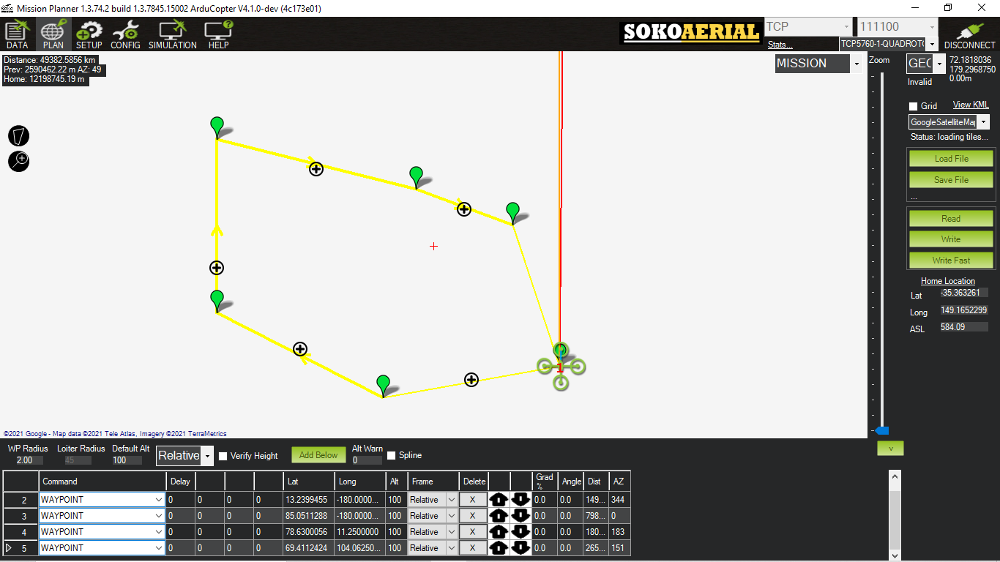 Mission Planner 1.3.74.2 build 1.3.7845.15002 ArduCopter V4.1.0-dev (4c173e01)
DATA PLAN SETUP CONFIG SIMULATION HELP
SOKOAERIAL
TCP 111100
Stats... TCP5760-1-QUADROT
DISCONNECT
Distance: 49382.5856 km
Prev: 2590462.22 m AZ: 49
Home: 12198745.19 m
MISSION
Zoom
GEO
72.1818036
179.2968750
0.00m
Invalid
Grid View KML
GoogleSatelliteMap
Status: loading tiles...
Load File
Save File
...
Read
Write
Write Fast
Home Location
Lat -35.363261
Long 149.1652299
ASL 584.09
1
©2021 Google - Map data ©2021 Tele Atlas, Imagery ©2021 TerraMetrics
WP Radius Loiter Radius Default Alt Alt Warn
2.00 45 100 Relative Verify Height Add Below 0 Spline
v
Command Delay Lat Long Alt Frame Delete Grad % Angle Dist AZ
2 WAYPOINT 0 0 0 0 13.2399455 -180.0000... 100 Relative X 0.0 0.0 149... 344
3 WAYPOINT 0 0 0 0 85.0511288 -180.0000... 100 Relative X 0.0 0.0 798... 0
4 WAYPOINT 0 0 0 0 78.6300056 11.2500000 100 Relative X 0.0 0.0 180... 183
5 WAYPOINT 0 0 0 0 69.4112424 104.06250... 100 Relative X 0.0 0.0 265... 151